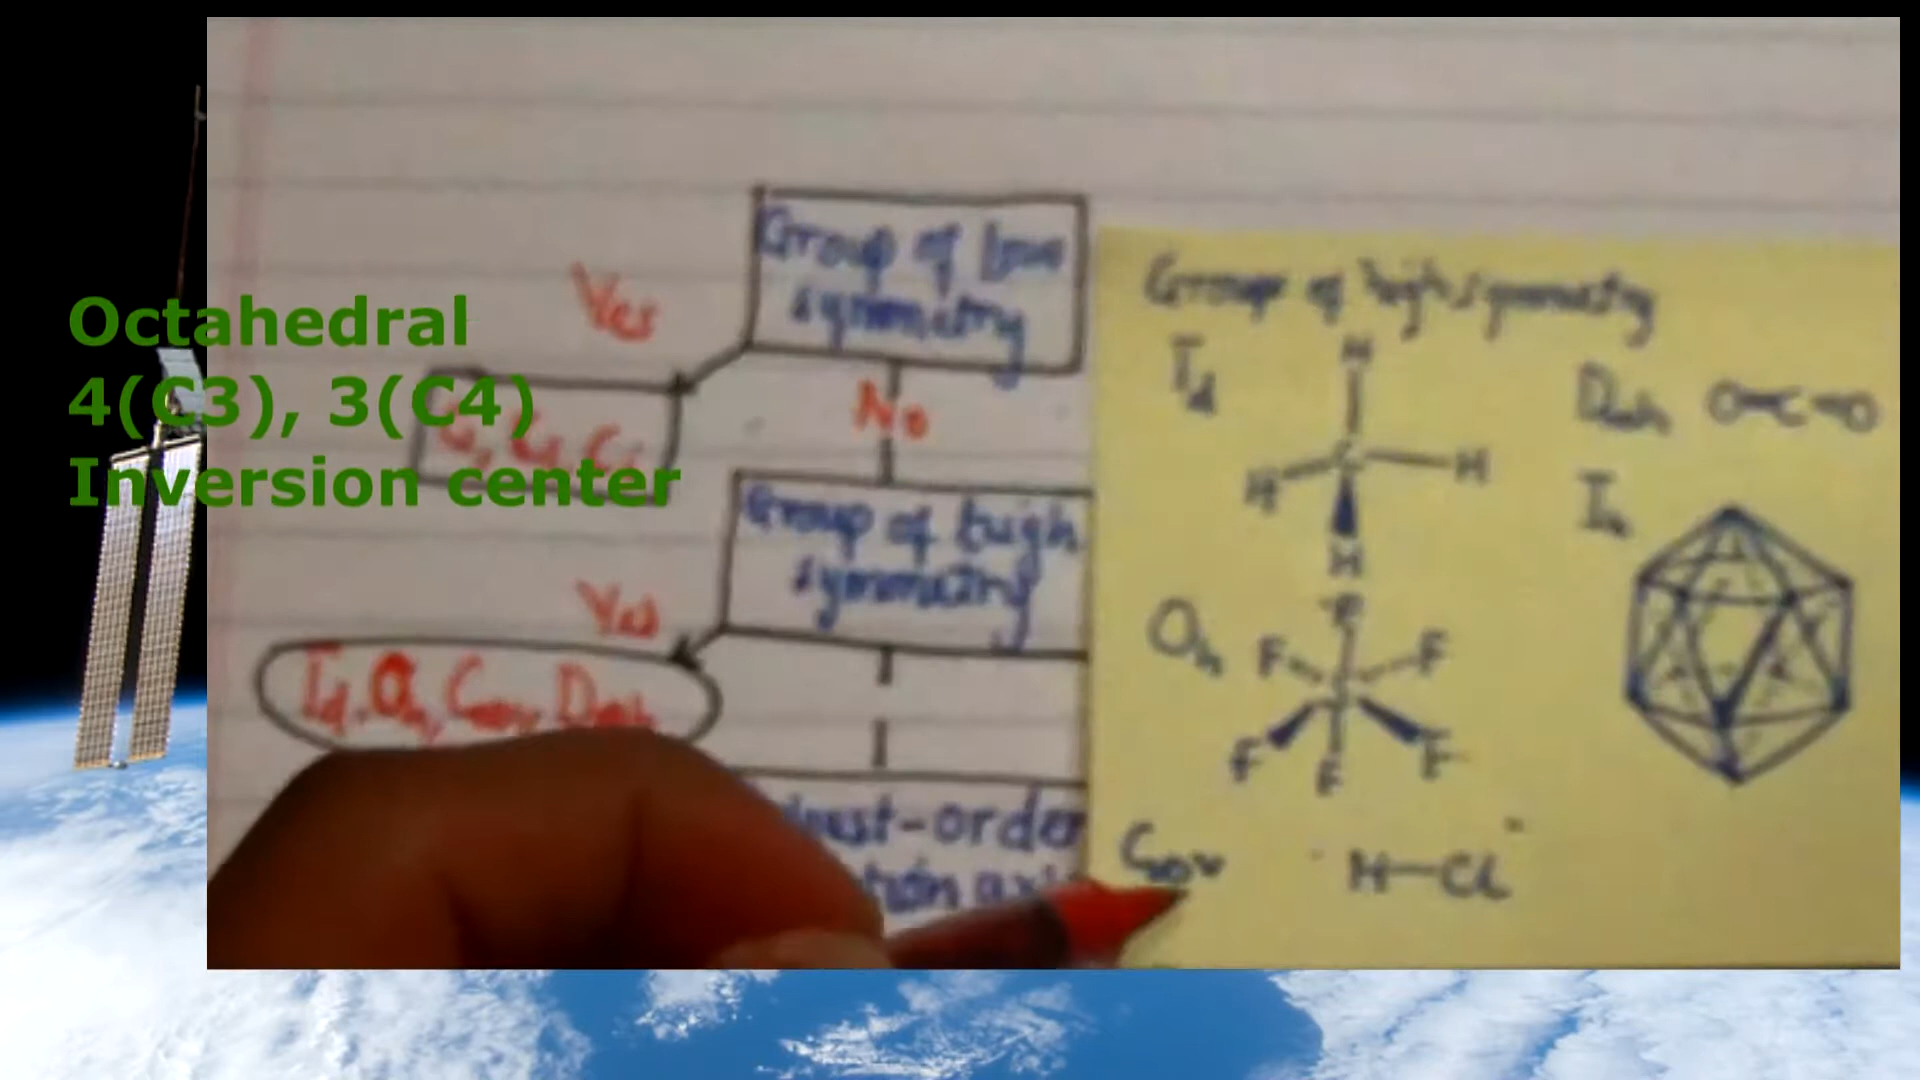 Octahedral
4(C3), 3(C4)
Inversion center
Group of low
symmetry
Yes
No
Group of high
symmetry
Yes
Td, Oh, C∞v, D∞h
-order
Group of high symmetry
Td
H
C
H
H
H
D∞h O=C=O
Ih
Oh
F
F
F
F
F
C∞v
H—Cl